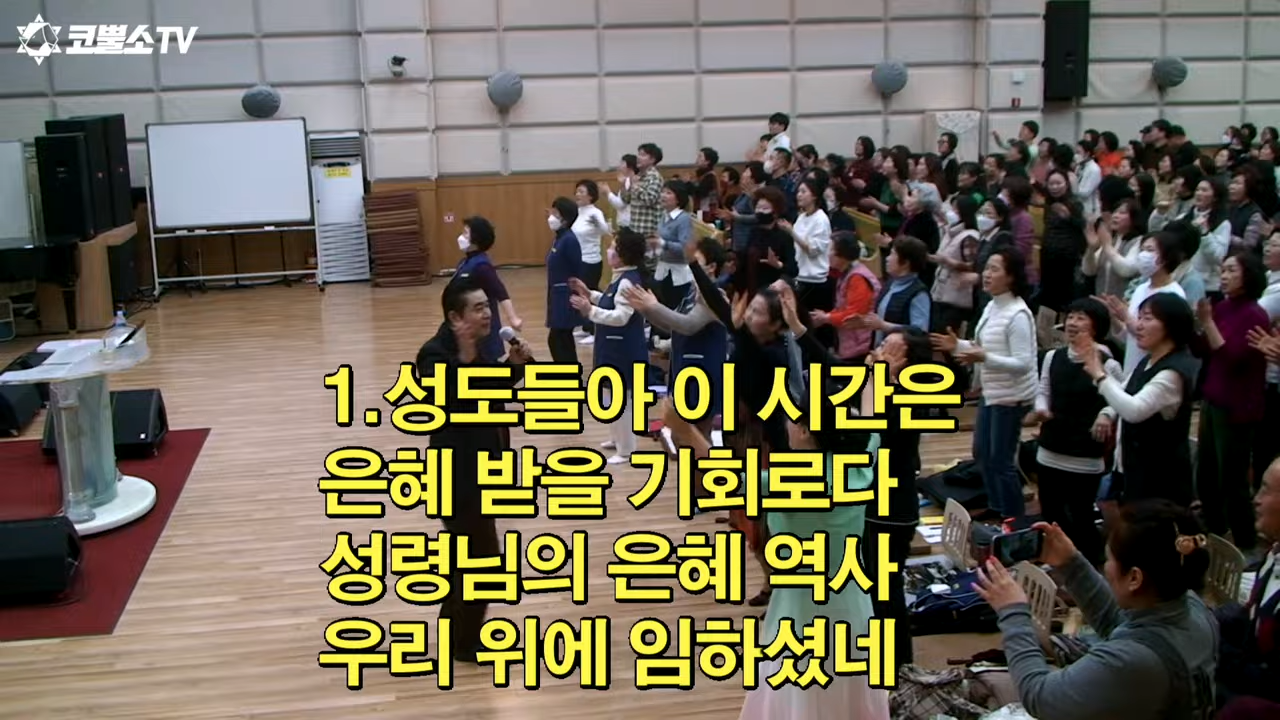 코뿔소TV
1.성도들아 이 시간은
은혜 받을 기회로다
성령님의 은혜 역사
우리 위에 임하셨네